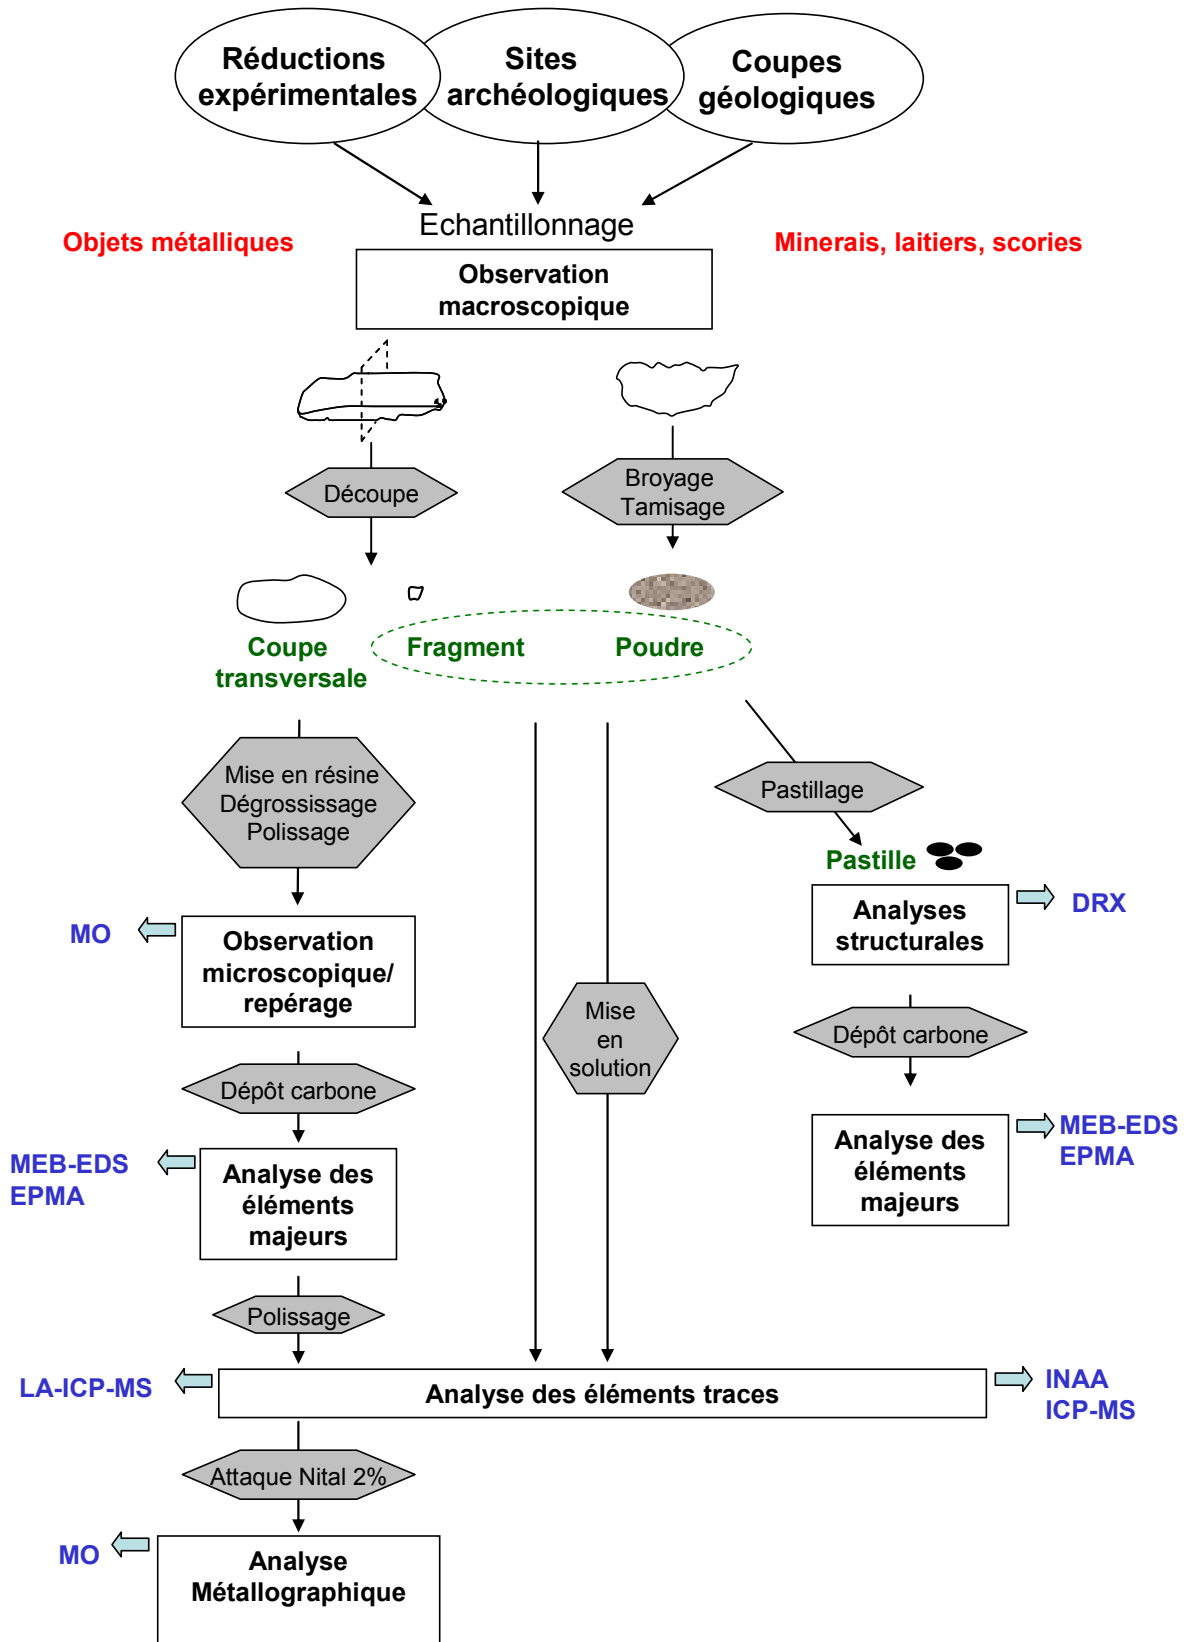 Réductions
expérimentales
Sites
archéologiques
Coupes
géologiques
Echantillonnage
Objets métalliques
Minerais, laitiers, scories
Observation
macroscopique
Découpe
Broyage
Tamisage
Coupe
transversale
Fragment
Poudre
Mise en résine
Dégrossissage
Polissage
Pastillage
Pastille
MO
Observation
microscopique/
repérage
Analyses
structurales
DRX
Mise
en
solution
Dépôt carbone
Dépôt carbone
MEB-EDS
EPMA
Analyse des
éléments
majeurs
Analyse des
éléments
majeurs
MEB-EDS
EPMA
Polissage
LA-ICP-MS
Analyse des éléments traces
INAA
ICP-MS
Attaque Nital 2%
MO
Analyse
Métallographique